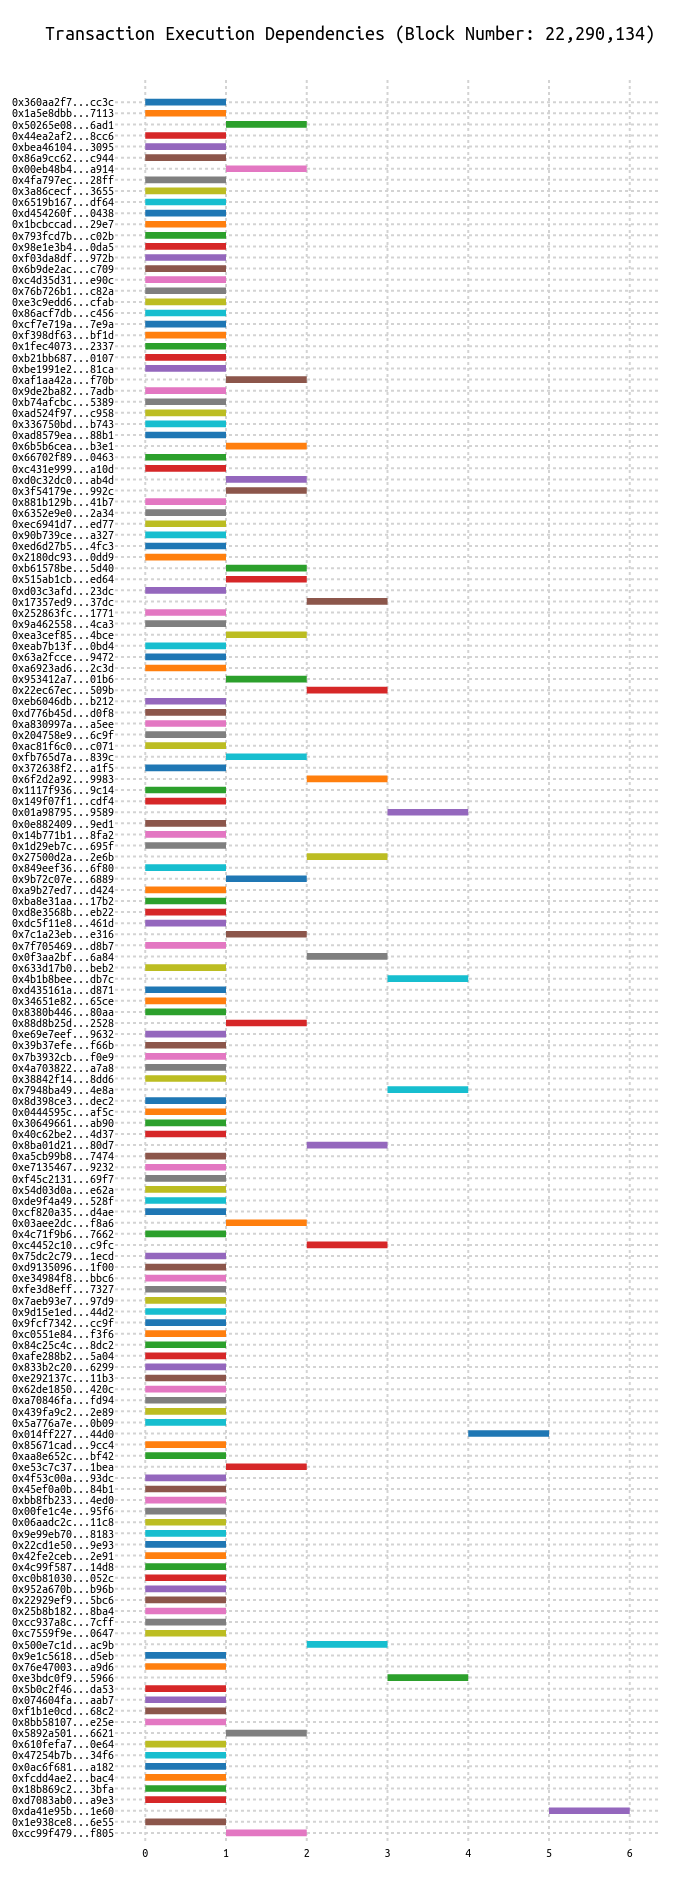 Transaction Execution Dependencies (Block Number: 22,290,134)
0x360aa2f7...cc3c
0x1a5e8dbb...7113
0x50265e08...6ad1
0x44ea2af2...8cc6
0xbea46104...3095
0x86a9cc62...c944
0x00eb48b4...a914
0x4fa797ec...28ff
0x3a86cecf...3655
0x6519b167...df64
0xd454260f...0438
0x1bcbccad...29e7
0x793fcd7b...c02b
0x98e1e3b4...0da5
0xf03da8df...972b
0x6b9de2ac...c709
0xc4d35d31...e90c
0x76b726b1...c82a
0xe3c9edd6...cfab
0x86acf7db...c456
0xcf7e719a...7e9a
0xf398df63...bf1d
0x1fec4073...2337
0xb21bb687...0107
0xbe1991e2...81ca
0xaf1aa42a...f70b
0x9de2ba82...7adb
0xb74afcbc...5389
0xad524f97...c958
0x336750bd...b743
0xad8579ea...88b1
0x6b5b6cea...b3e1
0x66702f89...0463
0xc431e999...a10d
0xd0c32dc0...ab4d
0x3f54179e...992c
0x881b129b...41b7
0x6352e9e0...2a34
0xec6941d7...ed77
0x90b739ce...a327
0xed6d27b5...4fc3
0x2180dc93...0dd9
0xb61578be...5d40
0x515ab1cb...ed64
0xd03c3afd...23dc
0x17357ed9...37dc
0x252863fc...1771
0x9a462558...4ca3
0xea3cef85...4bce
0xeab7b13f...0bd4
0x63a2fcce...9472
0xa6923ad6...2c3d
0x953412a7...01b6
0x22ec67ec...509b
0xeb6046db...b212
0xd776b45d...d0f8
0xa830997a...a5ee
0x204758e9...6c9f
0xac81f6c0...c071
0xfb765d7a...839c
0x372638f2...a1f5
0x6f2d2a92...9983
0x1117f936...9c14
0x149f07f1...cdf4
0x01a98795...9589
0x0e882409...9ed1
0x14b771b1...8fa2
0x1d29eb7c...695f
0x27500d2a...2e6b
0x849eef36...6f80
0x9b72c07e...6889
0xa9b27ed7...d424
0xba8e31aa...17b2
0xd8e3568b...eb22
0xdc5f11e8...461d
0x7c1a23eb...e316
0x7f705469...d8b7
0x0f3aa2bf...6a84
0x633d17b0...beb2
0x4b1b8bee...db7c
0xd435161a...d871
0x34651e82...65ce
0x8380b446...80aa
0x88d8b25d...2528
0xe69e7eef...9632
0x39b37efe...f66b
0x7b3932cb...f0e9
0x4a703822...a7a8
0x38842f14...8dd6
0x7948ba49...4e8a
0x8d398ce3...dec2
0x0444595c...af5c
0x30649661...ab90
0x40c62be2...4d37
0x8ba01d21...80d7
0xa5cb99b8...7474
0xe7135467...9232
0xf45c2131...69f7
0x54d03d0a...e62a
0xde9f4a49...528f
0xcf820a35...d4ae
0x03aee2dc...f8a6
0x4c71f9b6...7662
0xc4452c10...c9fc
0x75dc2c79...1ecd
0xd9135096...1f00
0xe34984f8...bbc6
0xfe3d8eff...7327
0x7aeb93e7...97d9
0x9d15e1ed...44d2
0x9fcf7342...cc9f
0xc0551e84...f3f6
0x84c25c4c...8dc2
0xafe288b2...5a04
0x833b2c20...6299
0xe292137c...11b3
0x62de1850...420c
0xa70846fa...fd94
0x439fa9c2...2e89
0x5a776a7e...0b09
0x014ff227...44d0
0x85671cad...9cc4
0xaa8e652c...bf42
0xe53c7c37...1bea
0x4f53c00a...93dc
0x45ef0a0b...84b1
0xbb8fb233...4ed0
0x00fe1c4e...95f6
0x06aadc2c...11c8
0x9e99eb70...8183
0x22cd1e50...9e93
0x42fe2ceb...2e91
0x4c99f587...14d8
0xc0b81030...052c
0x952a670b...b96b
0x22929ef9...5bc6
0x25b8b182...8ba4
0xcc937a8c...7cff
0xc7559f9e...0647
0x500e7c1d...ac9b
0x9e1c5618...d5eb
0x76e47003...a9d6
0xe3bdc0f9...5966
0x5b0c2f46...da53
0x074604fa...aab7
0xf1b1e0cd...68c2
0x8bb58107...e25e
0x5892a501...6621
0x610fefa7...0e64
0x47254b7b...34f6
0x0ac6f681...a182
0xfcdd4ae2...bac4
0x18b869c2...3bfa
0xd7083ab0...a9e3
0xda41e95b...1e60
0x1e938ce8...6e55
0xcc99f479...f805
0 1 2 3 4 5 6